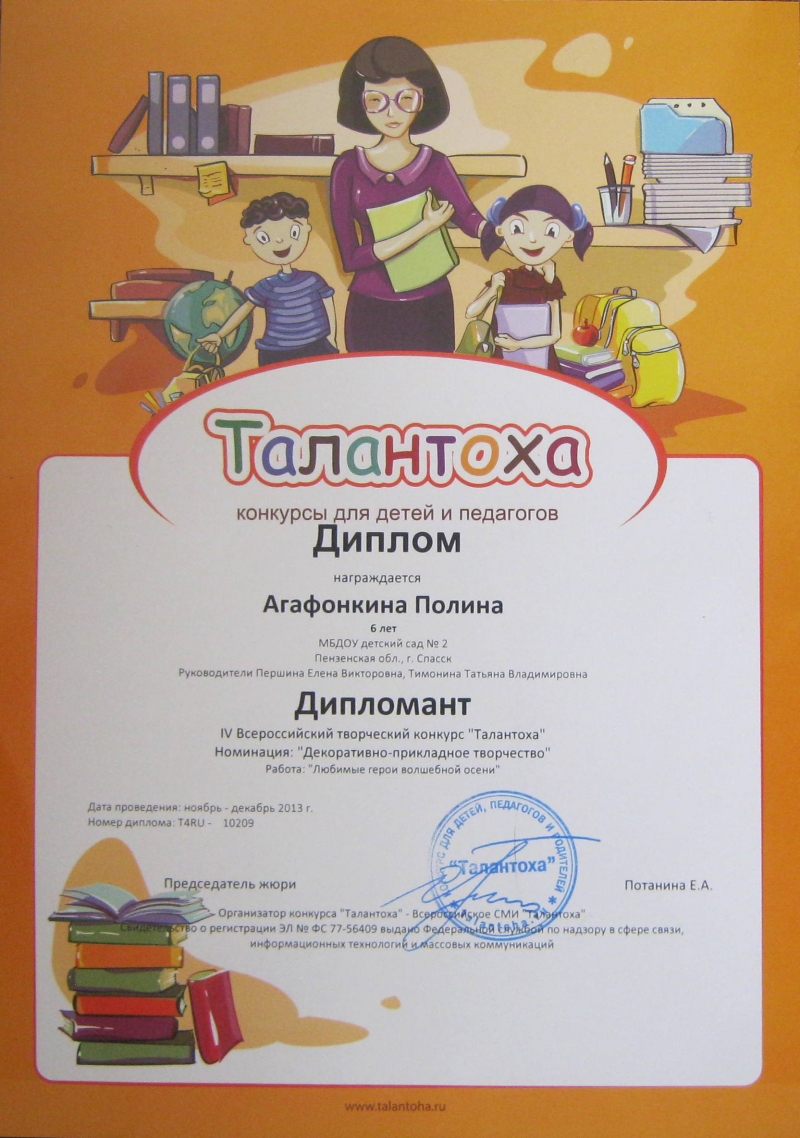 Талантоха
конкурсы для детей и педагогов
Диплом
награждается
Агафонкина Полина
6 лет
МБДОУ детский сад № 2
Пензенская обл., г. Спасск
Руководители Першина Елена Викторовна, Тимонина Татьяна Владимировна
Дипломант
IV Всероссийский творческий конкурс "Талантоха"
Номинация: "Декоративно-прикладное творчество"
Работа: "Любимые герои волшебной осени"
Дата проведения: ноябрь - декабрь 2013 г.
Номер диплома: T4RU - 10209
ДЛЯ ДЕТЕЙ, ПЕДАГОГОВ И РОДИТЕЛЕЙ
"Талантоха"
Председатель жюри
Потанина Е.А.
Организатор конкурса "Талантоха" - Всероссийское СМИ "Талантоха"
Свидетельство о регистрации ЭЛ № ФС 77-56409 выдано Федеральной службой по надзору в сфере связи,
информационных технологий и массовых коммуникаций
www.talantoha.ru